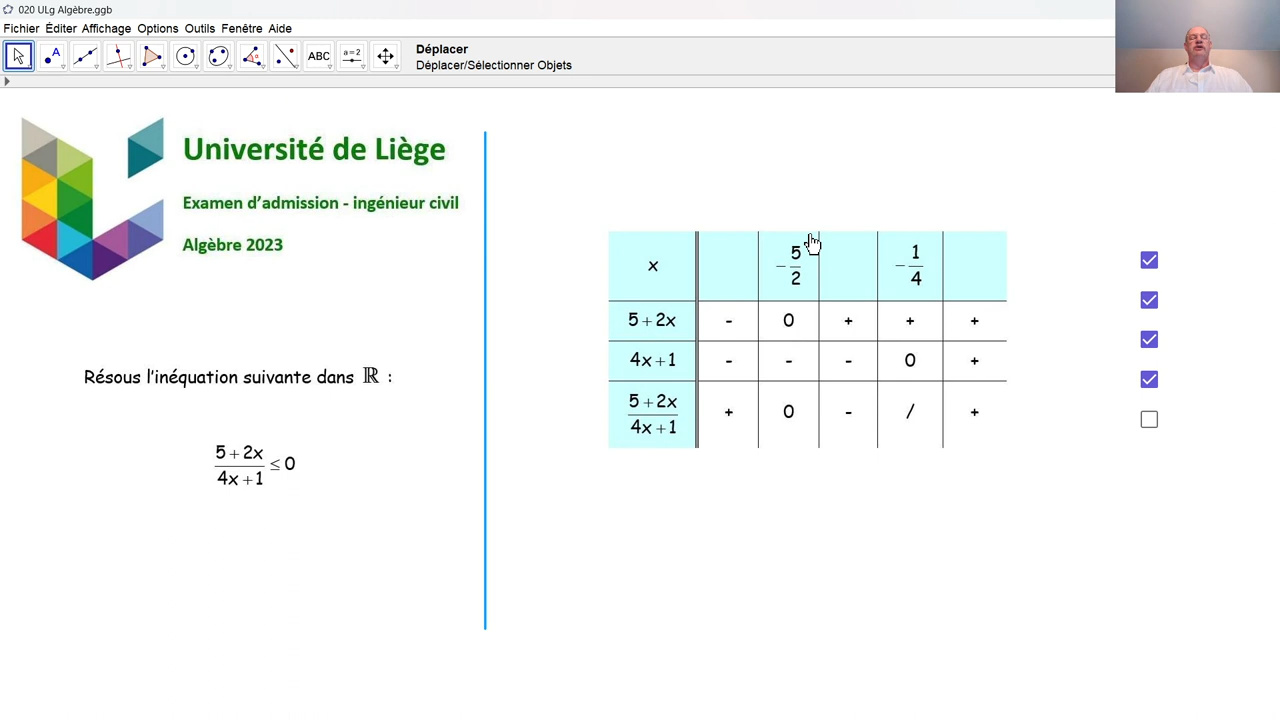 020 ULg Algèbre.ggb
Fichier Éditer Affichage Options Outils Fenêtre Aide
A
ABC
a=2
Déplacer
Déplacer/Sélectionner Objets
Université de Liège
Examen d’admission - ingénieur civil
Algèbre 2023
Résous l’inéquation suivante dans ℝ :
(5 + 2x)/(4x + 1) ≤ 0
x -5/2 -1/4
5 + 2x - 0 + + +
4x + 1 - - - 0 +
(5 + 2x)/(4x + 1) + 0 - / +